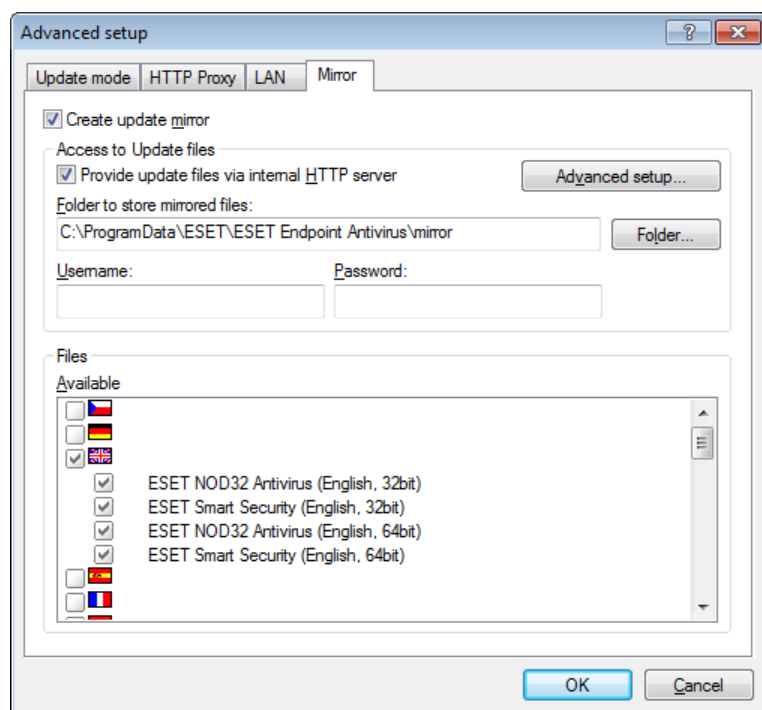 Advanced setup
Update mode HTTP Proxy LAN Mirror
Create update mirror
Access to Update files
Provide update files via internal HTTP server Advanced setup...
Folder to store mirrored files:
C:\ProgramData\ESET\ESET Endpoint Antivirus\mirror Folder...
Username: Password:
Files
Available
ESET NOD32 Antivirus (English, 32bit)
ESET Smart Security (English, 32bit)
ESET NOD32 Antivirus (English, 64bit)
ESET Smart Security (English, 64bit)
OK Cancel